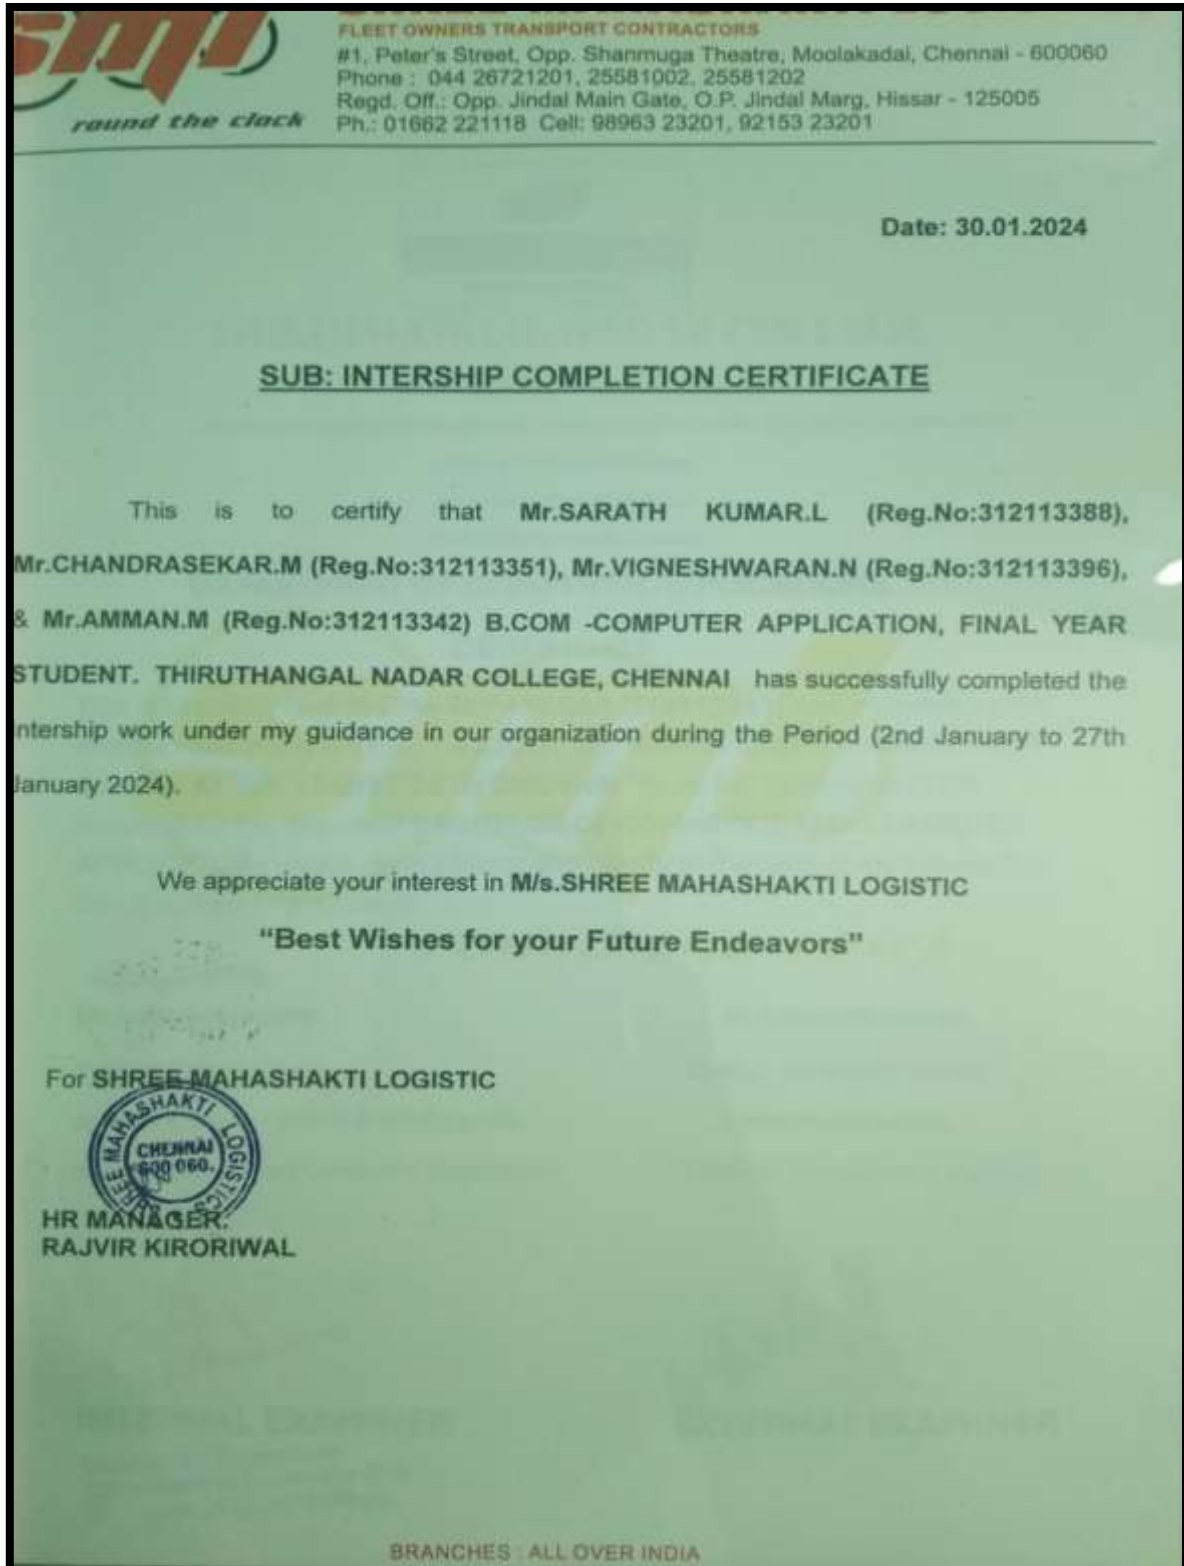 sml
round the clock
FLEET OWNERS TRANSPORT CONTRACTORS
#1, Peter's Street, Opp. Shanmuga Theatre, Moolakadai, Chennai - 600060
Phone : 044 26721201, 25581002, 25581202
Regd. Off.: Opp. Jindal Main Gate, O.P. Jindal Marg, Hissar - 125005
Ph.: 01662 221118 Cell: 98963 23201, 92153 23201
Date: 30.01.2024
SUB: INTERSHIP COMPLETION CERTIFICATE
This is to certify that Mr.SARATH KUMAR.L (Reg.No:312113388),
Mr.CHANDRASEKAR.M (Reg.No:312113351), Mr.VIGNESHWARAN.N (Reg.No:312113396),
& Mr.AMMAN.M (Reg.No:312113342) B.COM -COMPUTER APPLICATION, FINAL YEAR
STUDENT. THIRUTHANGAL NADAR COLLEGE, CHENNAI has successfully completed the
intership work under my guidance in our organization during the Period (2nd January to 27th
January 2024).
We appreciate your interest in M/s.SHREE MAHASHAKTI LOGISTIC
“Best Wishes for your Future Endeavors”
For SHREE MAHASHAKTI LOGISTIC
SHREE MAHASHAKTI LOGISTICS
CHENNAI
600 060.
HR MANAGER.
RAJVIR KIRORIWAL
BRANCHES : ALL OVER INDIA